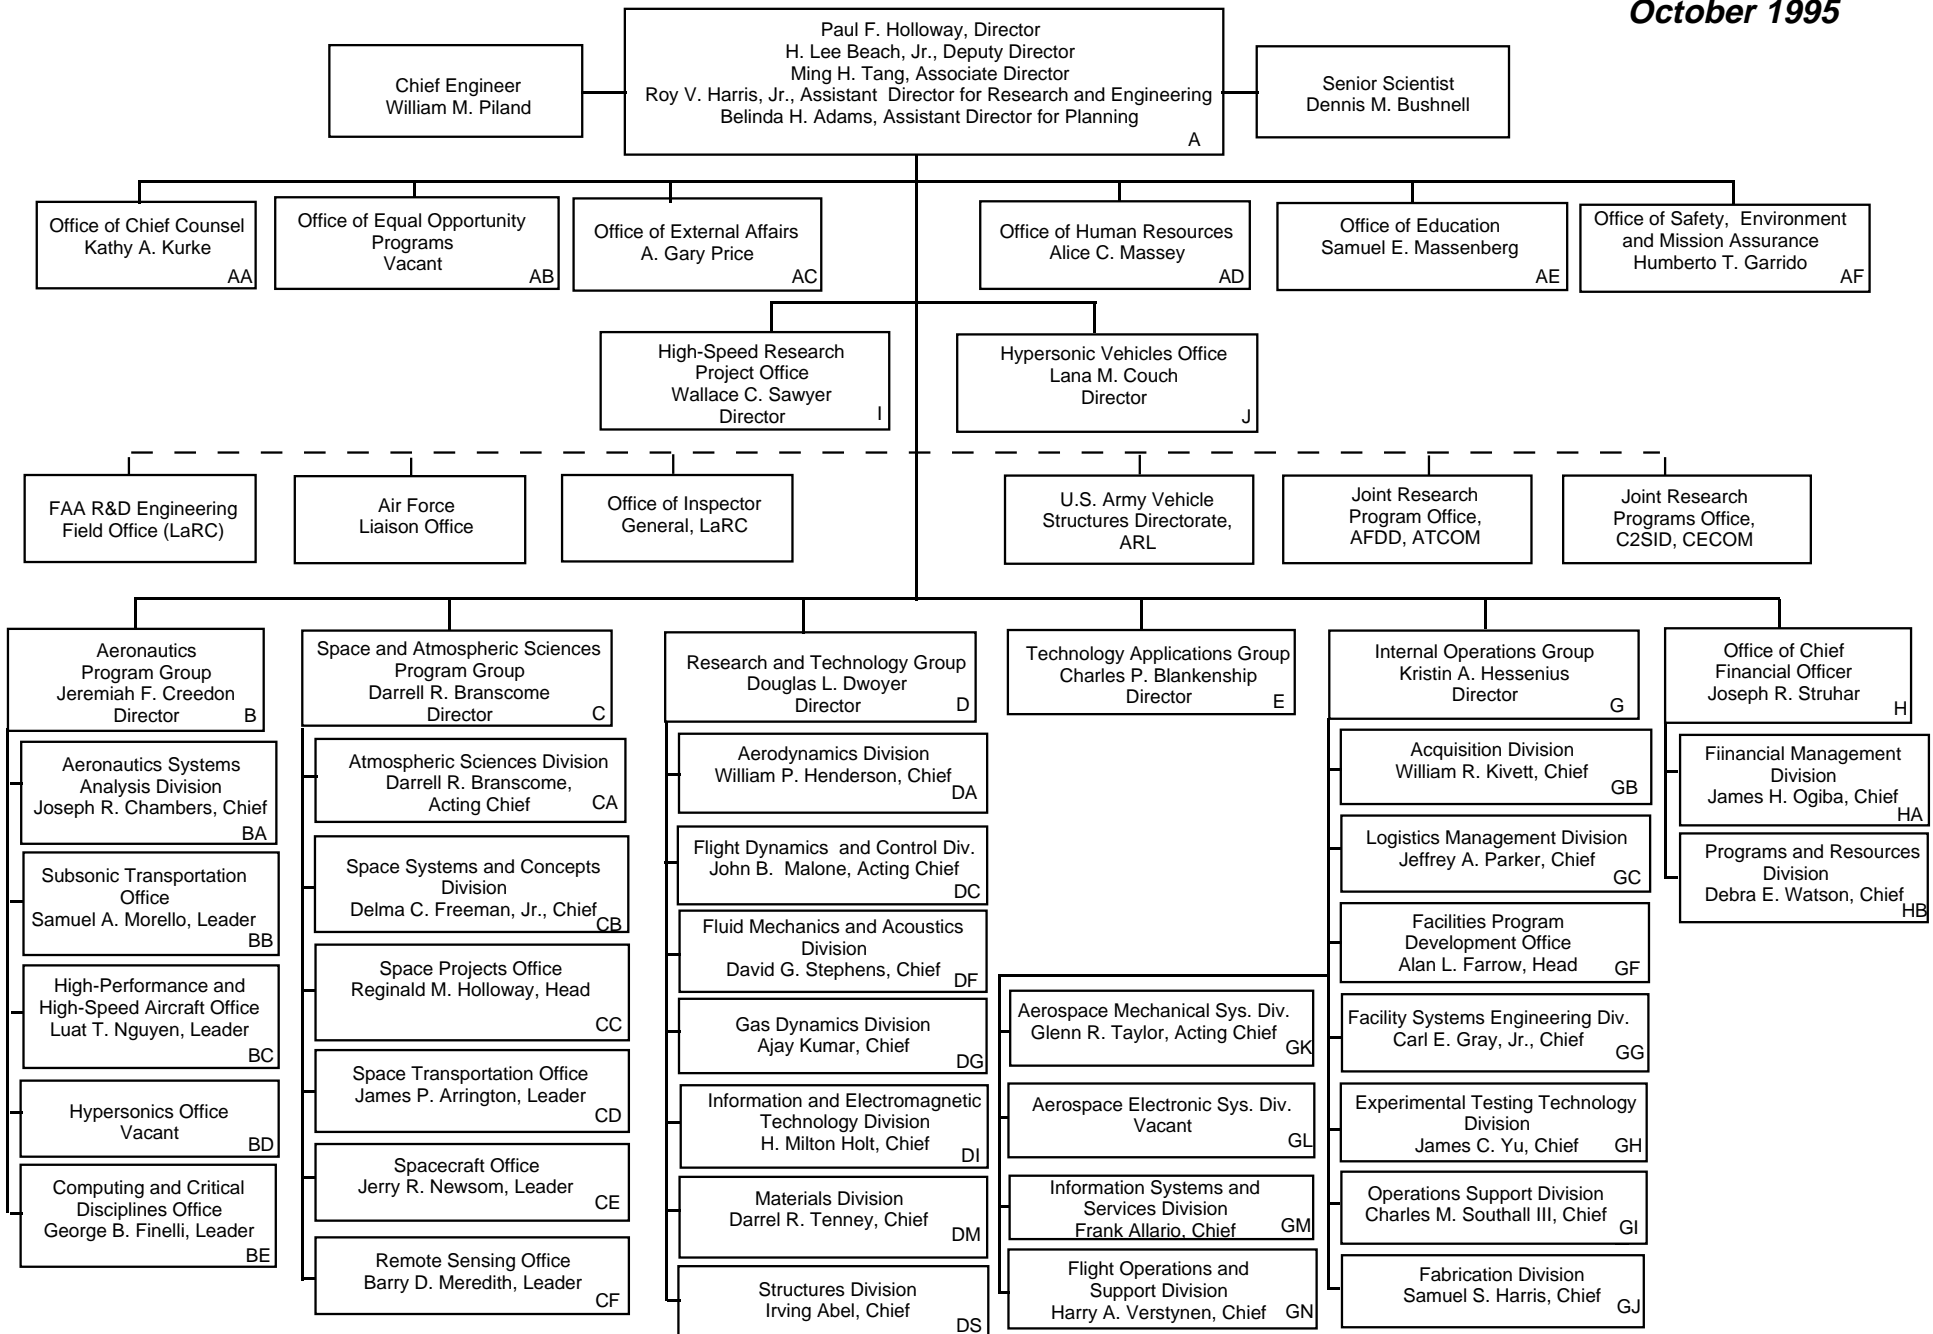 October 1995
Paul F. Holloway, Director
H. Lee Beach, Jr., Deputy Director
Ming H. Tang, Associate Director
Roy V. Harris, Jr., Assistant Director for Research and Engineering
Belinda H. Adams, Assistant Director for Planning
A
Chief Engineer
William M. Piland
Senior Scientist
Dennis M. Bushnell
Office of Chief Counsel
Kathy A. Kurke
AA
Office of Equal Opportunity
Programs
Vacant
AB
Office of External Affairs
A. Gary Price
AC
Office of Human Resources
Alice C. Massey
AD
Office of Education
Samuel E. Massenberg
AE
Office of Safety, Environment
and Mission Assurance
Humberto T. Garrido
AF
High-Speed Research
Project Office
Wallace C. Sawyer
Director
I
Hypersonic Vehicles Office
Lana M. Couch
Director
J
FAA R&D Engineering
Field Office (LaRC)
Air Force
Liaison Office
Office of Inspector
General, LaRC
U.S. Army Vehicle
Structures Directorate,
ARL
Joint Research
Program Office,
AFDD, ATCOM
Joint Research
Programs Office,
C2SID, CECOM
Aeronautics
Program Group
Jeremiah F. Creedon
Director
B
Aeronautics Systems
Analysis Division
Joseph R. Chambers, Chief
BA
Subsonic Transportation
Office
Samuel A. Morello, Leader
BB
High-Performance and
High-Speed Aircraft Office
Luat T. Nguyen, Leader
BC
Hypersonics Office
Vacant
BD
Computing and Critical
Disciplines Office
George B. Finelli, Leader
BE
Space and Atmospheric Sciences
Program Group
Darrell R. Branscome
Director
C
Atmospheric Sciences Division
Darrell R. Branscome,
Acting Chief
CA
Space Systems and Concepts
Division
Delma C. Freeman, Jr., Chief
CB
Space Projects Office
Reginald M. Holloway, Head
CC
Space Transportation Office
James P. Arrington, Leader
CD
Spacecraft Office
Jerry R. Newsom, Leader
CE
Remote Sensing Office
Barry D. Meredith, Leader
CF
Research and Technology Group
Douglas L. Dwoyer
Director
D
Aerodynamics Division
William P. Henderson, Chief
DA
Flight Dynamics and Control Div.
John B. Malone, Acting Chief
DC
Fluid Mechanics and Acoustics
Division
David G. Stephens, Chief
DF
Gas Dynamics Division
Ajay Kumar, Chief
DG
Information and Electromagnetic
Technology Division
H. Milton Holt, Chief
DI
Materials Division
Darrel R. Tenney, Chief
DM
Structures Division
Irving Abel, Chief
DS
Technology Applications Group
Charles P. Blankenship
Director
E
Internal Operations Group
Kristin A. Hessenius
Director
G
Acquisition Division
William R. Kivett, Chief
GB
Logistics Management Division
Jeffrey A. Parker, Chief
GC
Facilities Program
Development Office
Alan L. Farrow, Head
GF
Facility Systems Engineering Div.
Carl E. Gray, Jr., Chief
GG
Experimental Testing Technology
Division
James C. Yu, Chief
GH
Operations Support Division
Charles M. Southall III, Chief
GI
Fabrication Division
Samuel S. Harris, Chief
GJ
Aerospace Mechanical Sys. Div.
Glenn R. Taylor, Acting Chief
GK
Aerospace Electronic Sys. Div.
Vacant
GL
Information Systems and
Services Division
Frank Allario, Chief
GM
Flight Operations and
Support Division
Harry A. Verstynen, Chief
GN
Office of Chief
Financial Officer
Joseph R. Struhar
H
Fiinancial Management
Division
James H. Ogiba, Chief
HA
Programs and Resources
Division
Debra E. Watson, Chief
HB